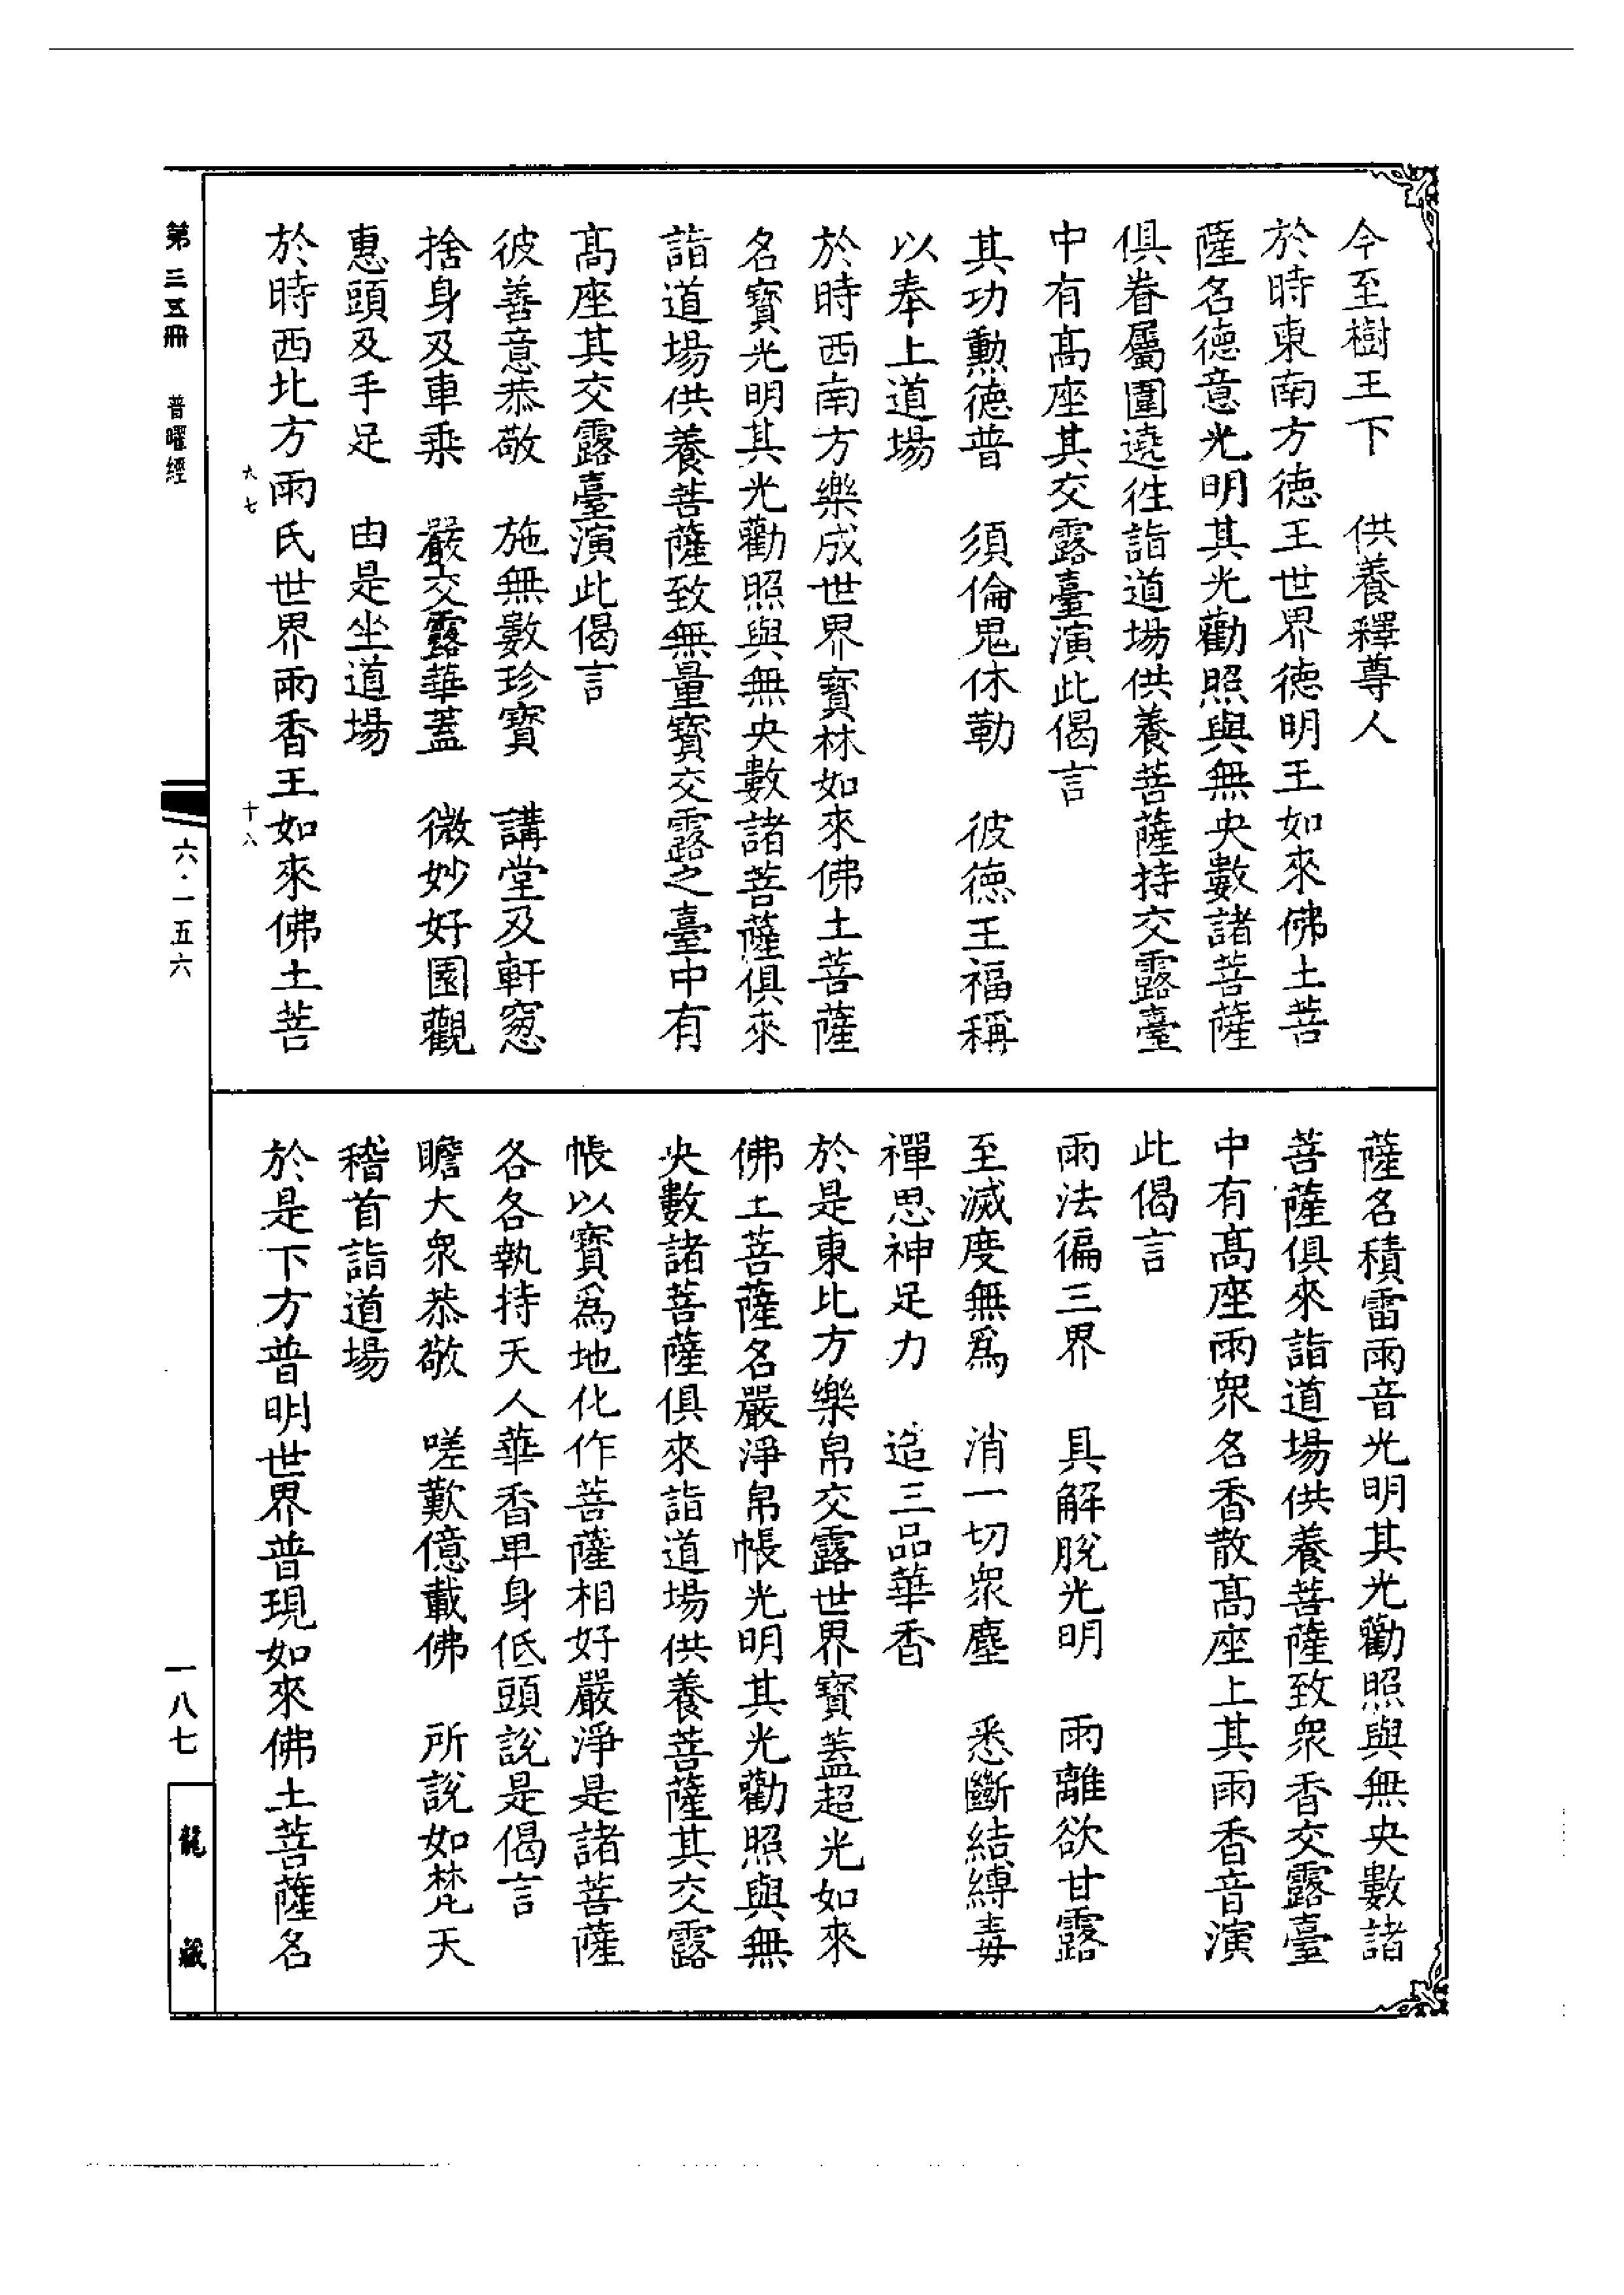 今至樹王下　供養釋尊人
於時東南方德王世界德明王如來佛土菩
薩名德意光明其光勸照與無央數諸菩薩
俱眷屬圍遶往詣道場供養菩薩持交露臺
中有高座其交露臺演此偈言
其功勲德普　須倫鬼休勒　彼德王福稱
以奉上道場
於時西南方樂成世界寶林如來佛土菩薩
名寶光明其光勸照與無央數諸菩薩俱來
詣道場供養菩薩致無量寶交露之臺中有
高座其交露臺演此偈言
彼善意恭敬　施無數珍寶　講堂及軒窓
捨身及車乘　嚴交露華蓋　微妙好園觀
惠頭及手足　由是坐道場
於時西北方雨氏世界雨香王如來佛土菩
薩名積雷雨音光明其光勸照與無央數諸
菩薩俱來詣道場供養菩薩致衆香交露臺
中有高座雨衆名香散高座上其雨香音演
此偈言
雨法徧三界　具解脫光明　雨離欲甘露
至滅度無爲　消一切衆塵　悉斷結縛毒
禪思神足力　造三品華香
於是東北方樂帛交露世界寶蓋超光如來
佛土菩薩名嚴淨帛帳光明其光勸照與無
央數諸菩薩俱來詣道場供養菩薩其交露
帳以寶爲地化作菩薩相好嚴淨是諸菩薩
各各執持天人華香卑身低頭說是偈言
瞻大衆恭敬　嗟歎億載佛　所說如梵天
稽首詣道場
於是下方普明世界普現如來佛土菩薩名
第三五冊　普曜經
大七　十八
六·一五六
一八七
龍藏